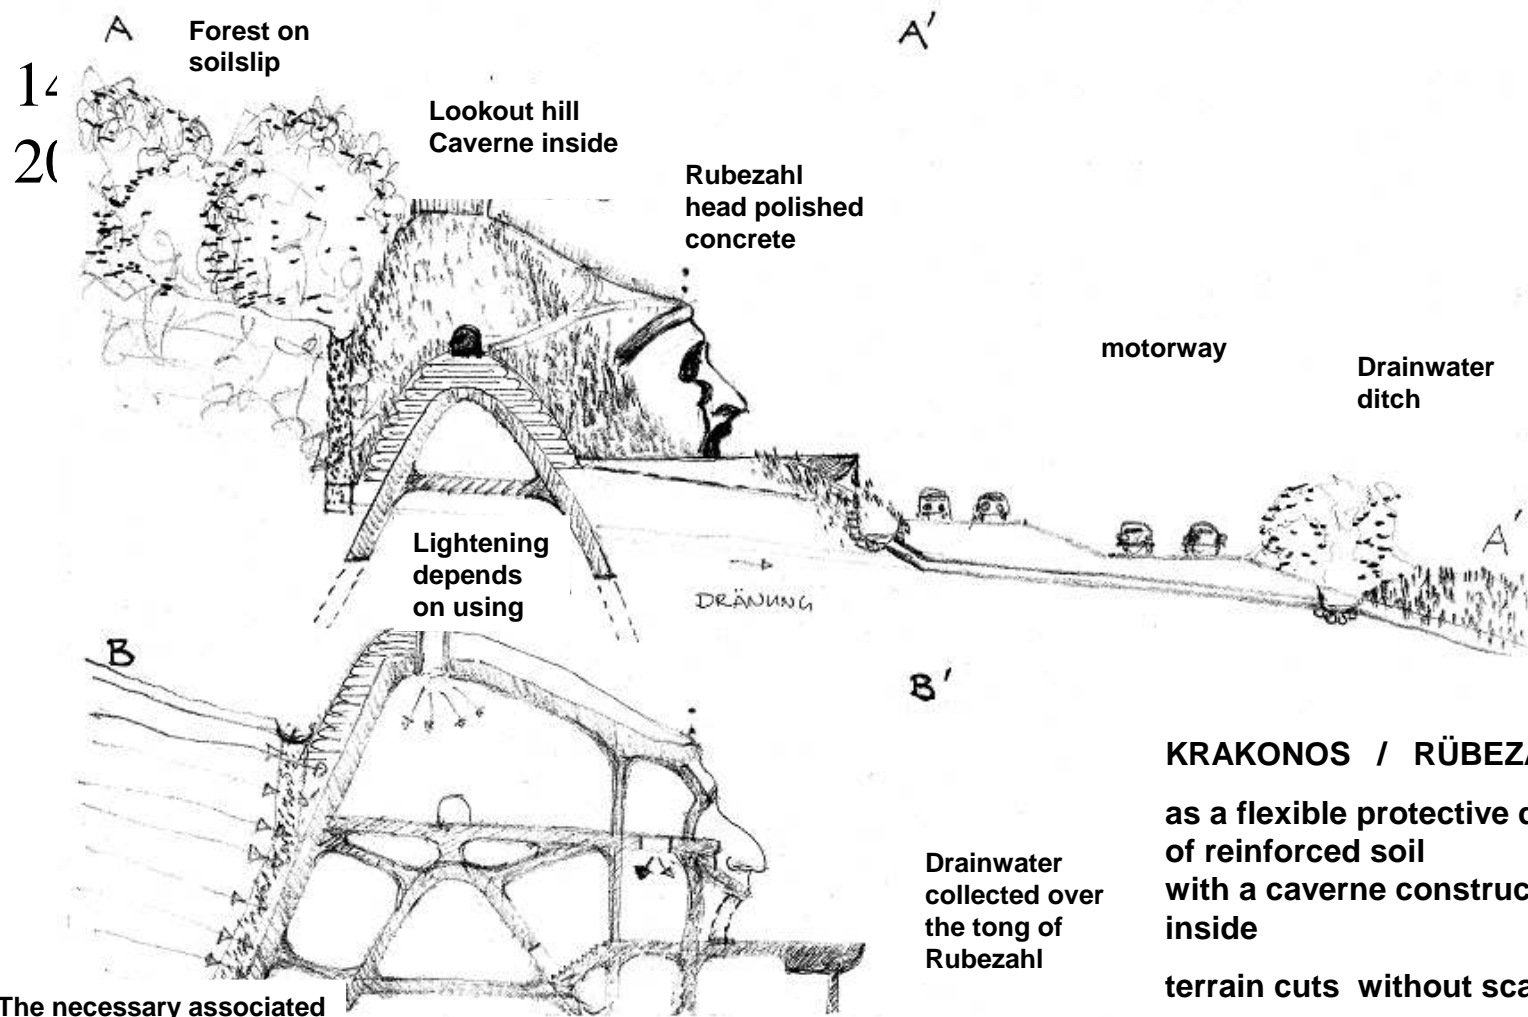 A
A'
Forest on
soilslip
Lookout hill
Caverne inside
Rubezahl
head polished
concrete
motorway
Drainwater
ditch
A'
Lightening
depends
on using
DRÄNUNG
B
B'
KRAKONOS / RÜBEZA
as a flexible protective
of reinforced soil
with a caverne construc
inside
Drainwater
collected over
the tong of
Rubezahl
terrain cuts without sca
The necessary associated